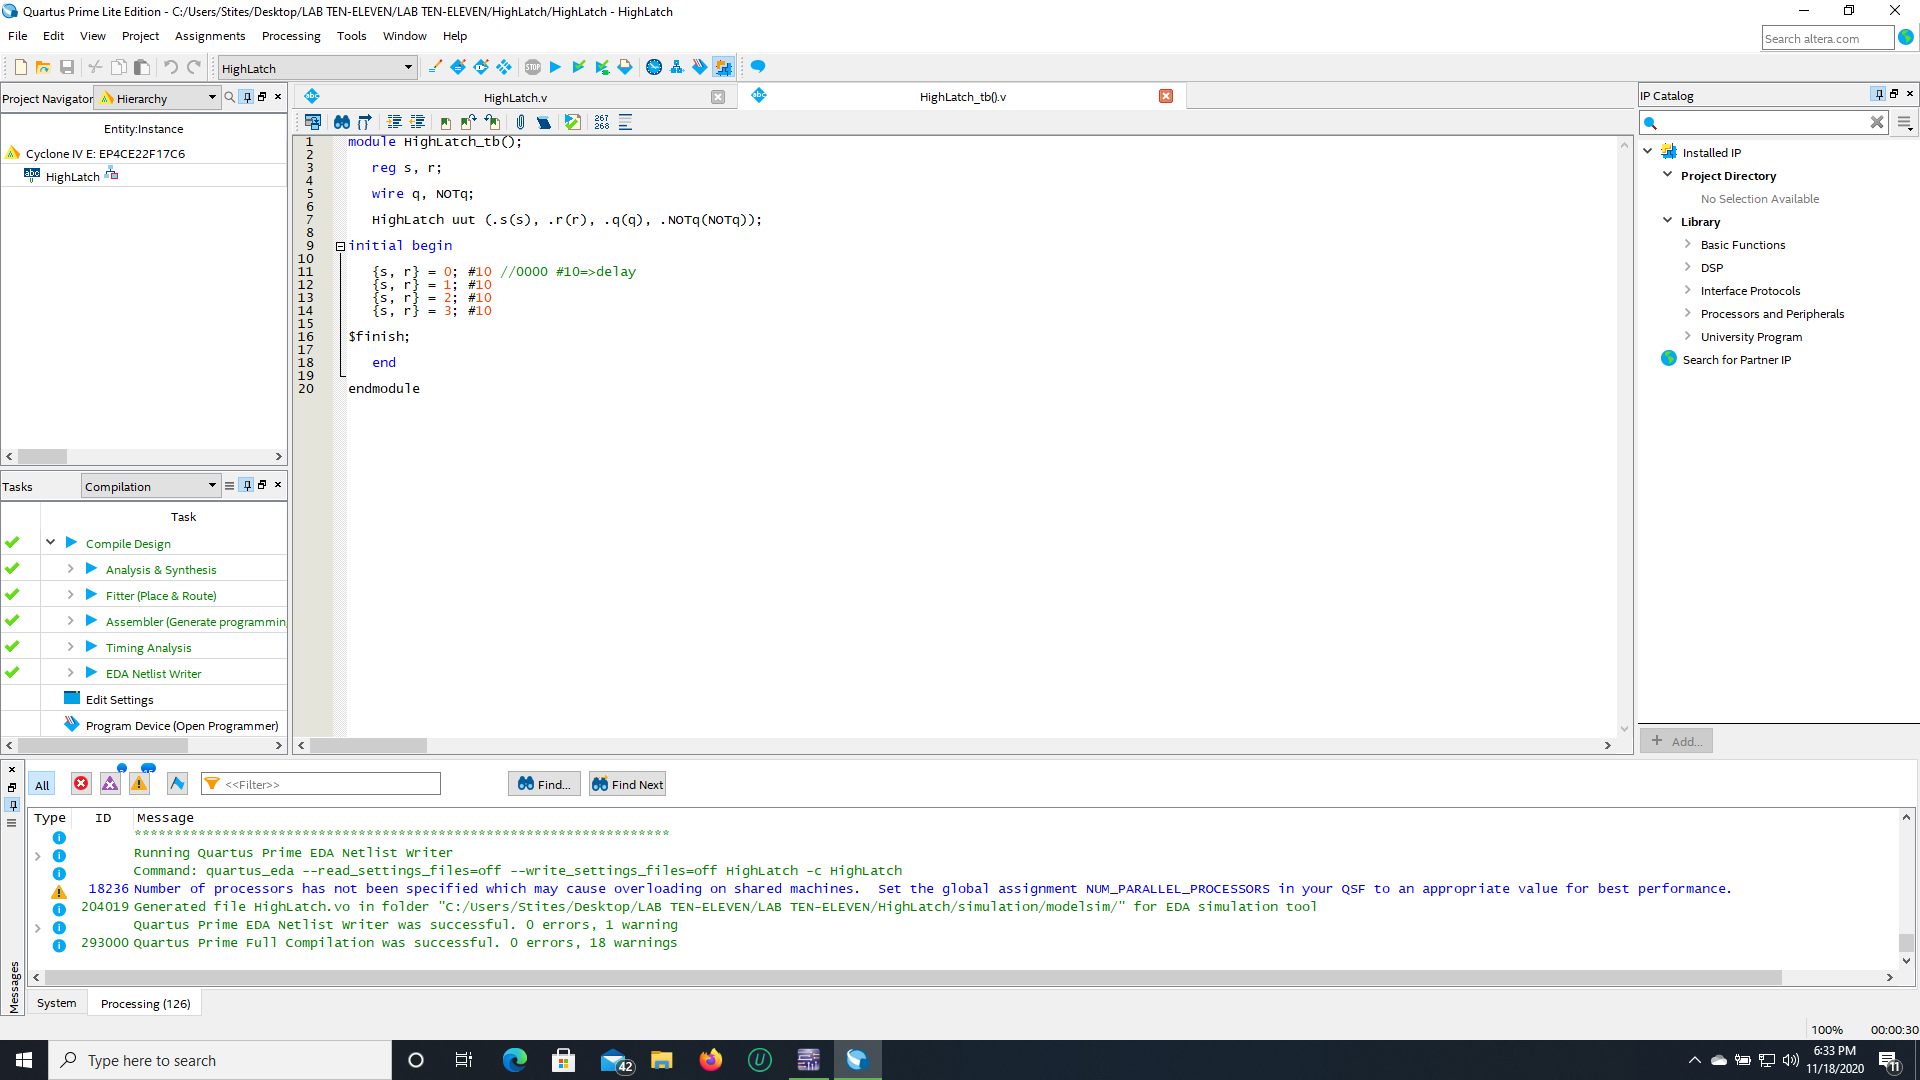 Quartus Prime Lite Edition - C:/Users/Stites/Desktop/LAB TEN-ELEVEN/LAB TEN-ELEVEN/HighLatch/HighLatch - HighLatch
File Edit View Project Assignments Processing Tools Window Help
Search altera.com
HighLatch
Project Navigator Hierarchy
Entity:Instance
Cyclone IV E: EP4CE22F17C6
HighLatch
Tasks Compilation
Task
Compile Design
Analysis & Synthesis
Fitter (Place & Route)
Assembler (Generate programmin
Timing Analysis
EDA Netlist Writer
Edit Settings
Program Device (Open Programmer)
HighLatch.v
HighLatch_tb().v
267
268
1 module HighLatch_tb();
2
3 reg s, r;
4
5 wire q, NOTq;
6
7 HighLatch uut (.s(s), .r(r), .q(q), .NOTq(NOTq));
8
9 initial begin
10
11 {s, r} = 0; #10 //0000 #10=>delay
12 {s, r} = 1; #10
13 {s, r} = 2; #10
14 {s, r} = 3; #10
15
16 $finish;
17
18 end
19
20 endmodule
IP Catalog
Installed IP
Project Directory
No Selection Available
Library
Basic Functions
DSP
Interface Protocols
Processors and Peripherals
University Program
Search for Partner IP
+ Add...
All <<Filter>> Find... Find Next
Type ID Message
*******************************************************************
Running Quartus Prime EDA Netlist Writer
Command: quartus_eda --read_settings_files=off --write_settings_files=off HighLatch -c HighLatch
18236 Number of processors has not been specified which may cause overloading on shared machines.  Set the global assignment NUM_PARALLEL_PROCESSORS in your QSF to an appropriate value for best performance.
204019 Generated file HighLatch.vo in folder "C:/Users/Stites/Desktop/LAB TEN-ELEVEN/LAB TEN-ELEVEN/HighLatch/simulation/modelsim/" for EDA simulation tool
Quartus Prime EDA Netlist Writer was successful. 0 errors, 1 warning
293000 Quartus Prime Full Compilation was successful. 0 errors, 18 warnings
Messages
System Processing (126)
100% 00:00:30
Type here to search
42
6:33 PM
11/18/2020
11